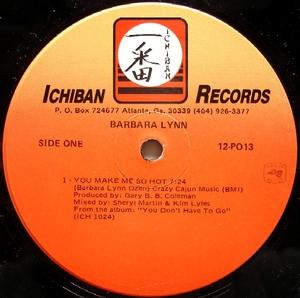 一番
ICHIBAN
ICHIBAN RECORDS
P. O. Box 724677 Atlanta, Ga. 30339 (404) 926-3377
BARBARA LYNN
SIDE ONE 12-PO13
1 - YOU MAKE ME SO HOT 7:24
(Barbara Lynn Ozen) Crazy Cajun Music (BMI)
Produced by: Gary B. B. Coleman
Mixed by: Sheryl Martin & Kim Lyles
From the album: "You Don't Have To Go"
(ICH 1024)